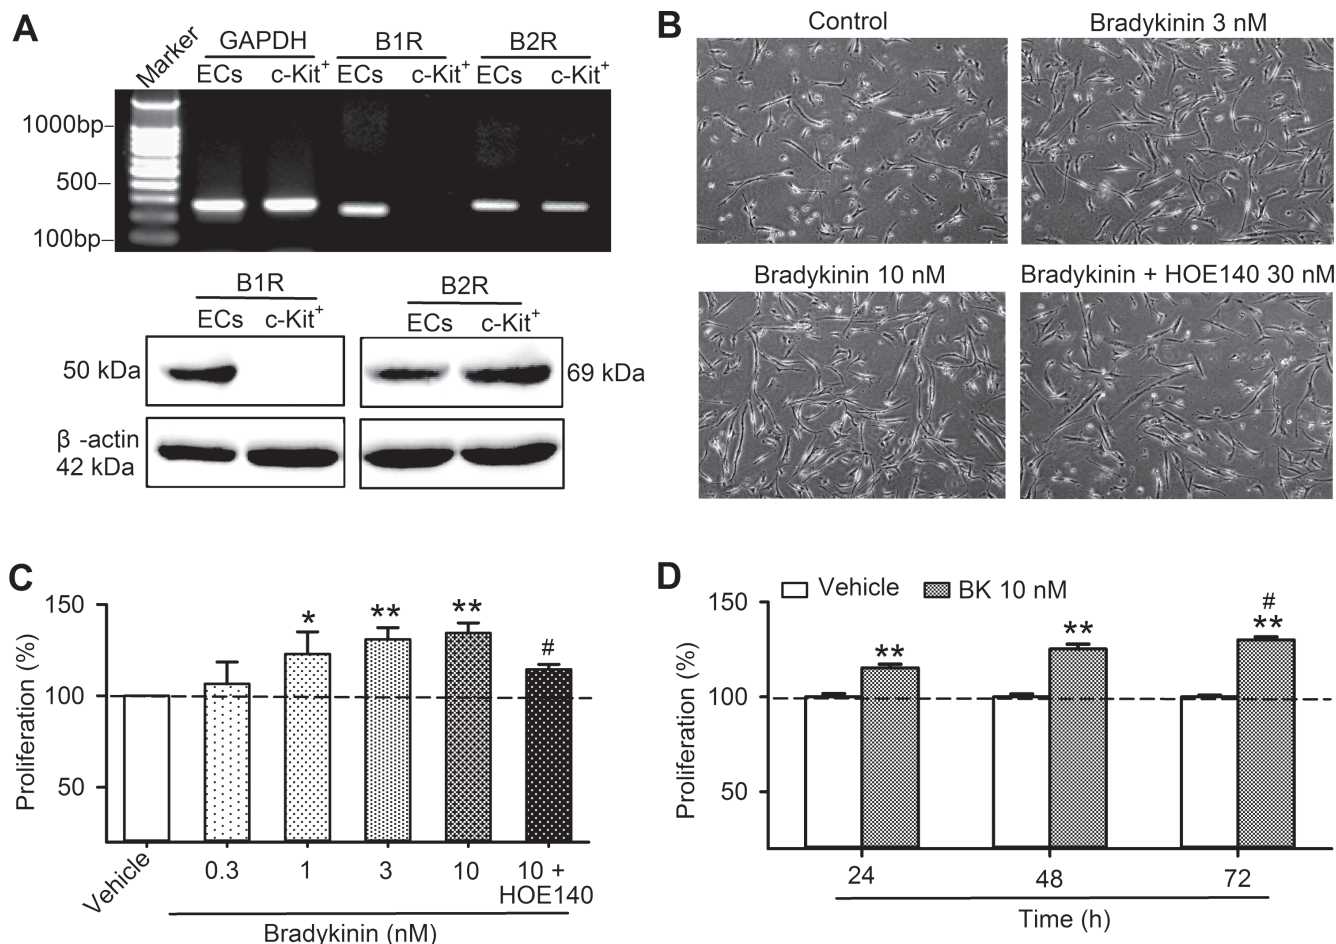 A
Marker
GAPDH
B1R
B2R
ECs c-Kit+ ECs c-Kit+ ECs c-Kit+
1000bp
500
100bp
B1R
B2R
ECs c-Kit+
ECs c-Kit+
50 kDa
69 kDa
β -actin
42 kDa
B
Control
Bradykinin 3 nM
Bradykinin 10 nM
Bradykinin + HOE140 30 nM
C
Proliferation (%)
150
100
50
*
**
**
#
Vehicle
0.3
1
3
10
10 +
HOE140
Bradykinin (nM)
D
Vehicle
BK 10 nM
Proliferation (%)
150
100
50
**
**
#
**
24
48
72
Time (h)